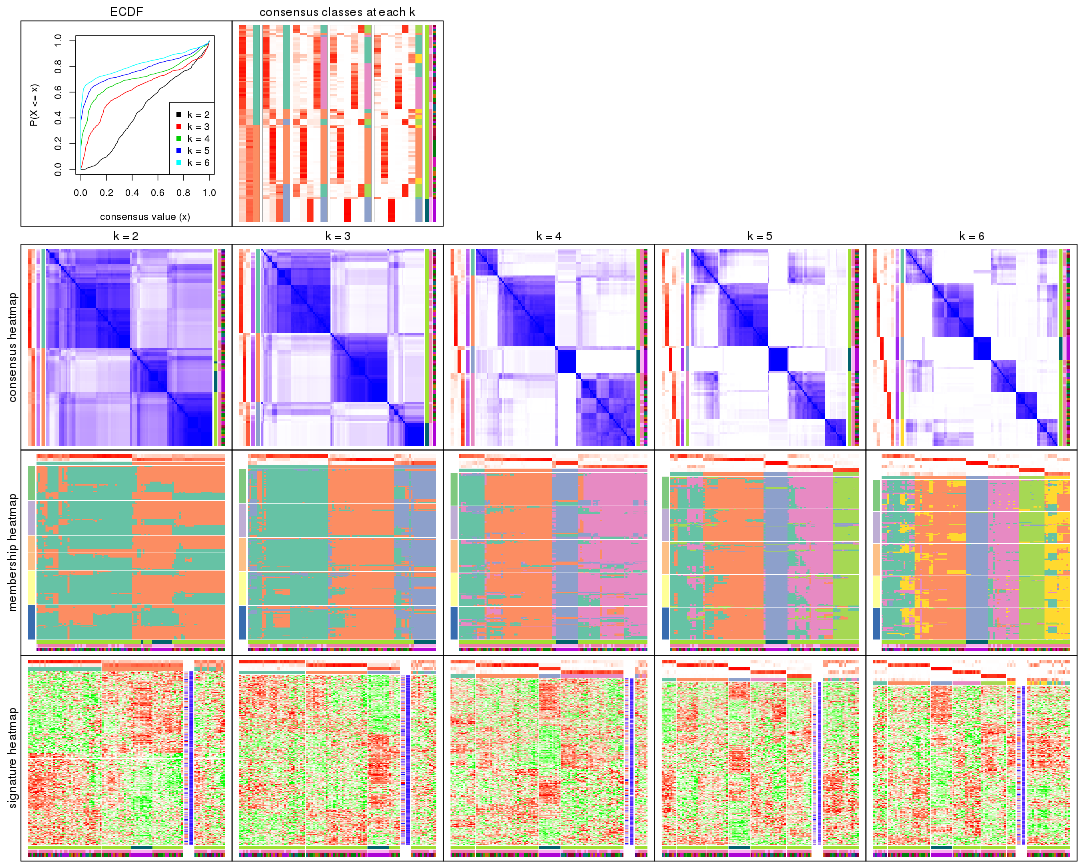 ECDF
consensus classes at each k
P(X <= x)
0.0 0.2 0.4 0.6 0.8 1.0
k = 2
k = 3
k = 4
k = 5
k = 6
0.0 0.2 0.4 0.6 0.8 1.0
consensus value (x)
k = 2 k = 3 k = 4 k = 5 k = 6
consensus heatmap
membership heatmap
signature heatmap